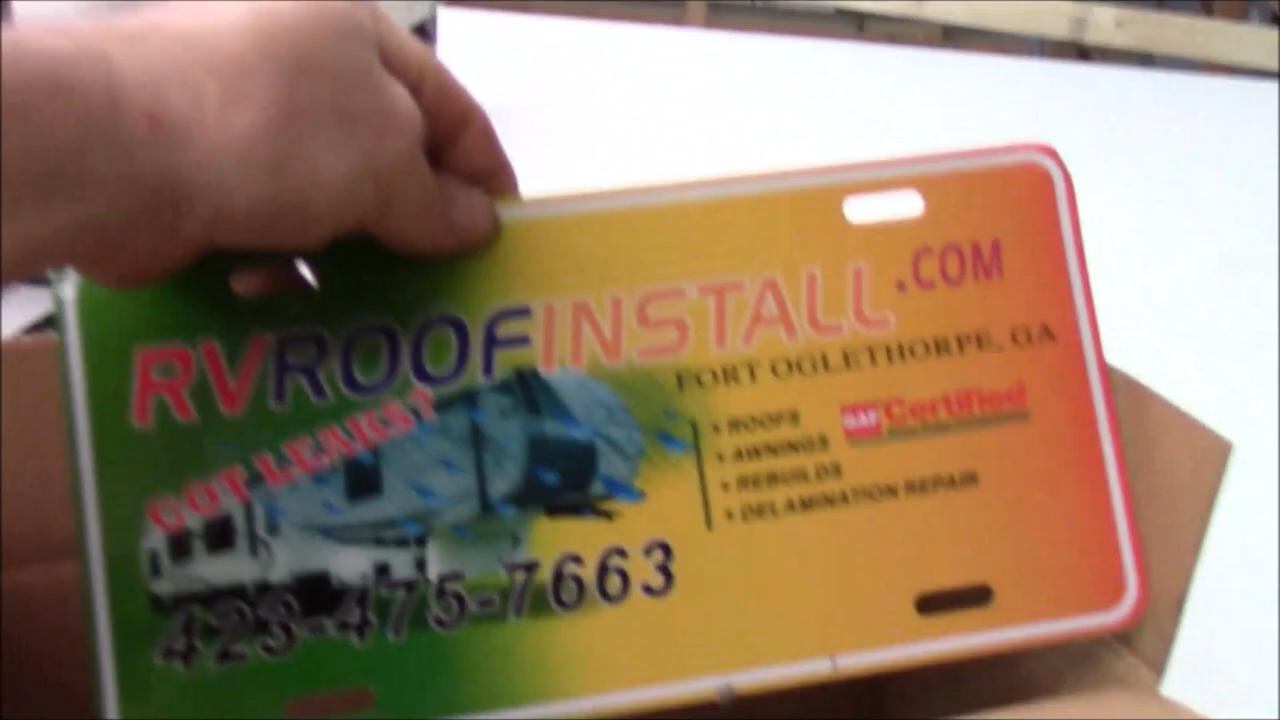 RVROOFINSTALL.COM
FORT OGLETHORPE, GA
GOT LEAKS?
• ROOFS
• AWNINGS
• REBUILDS
• DELAMINATION REPAIR
Certified
423-475-7663